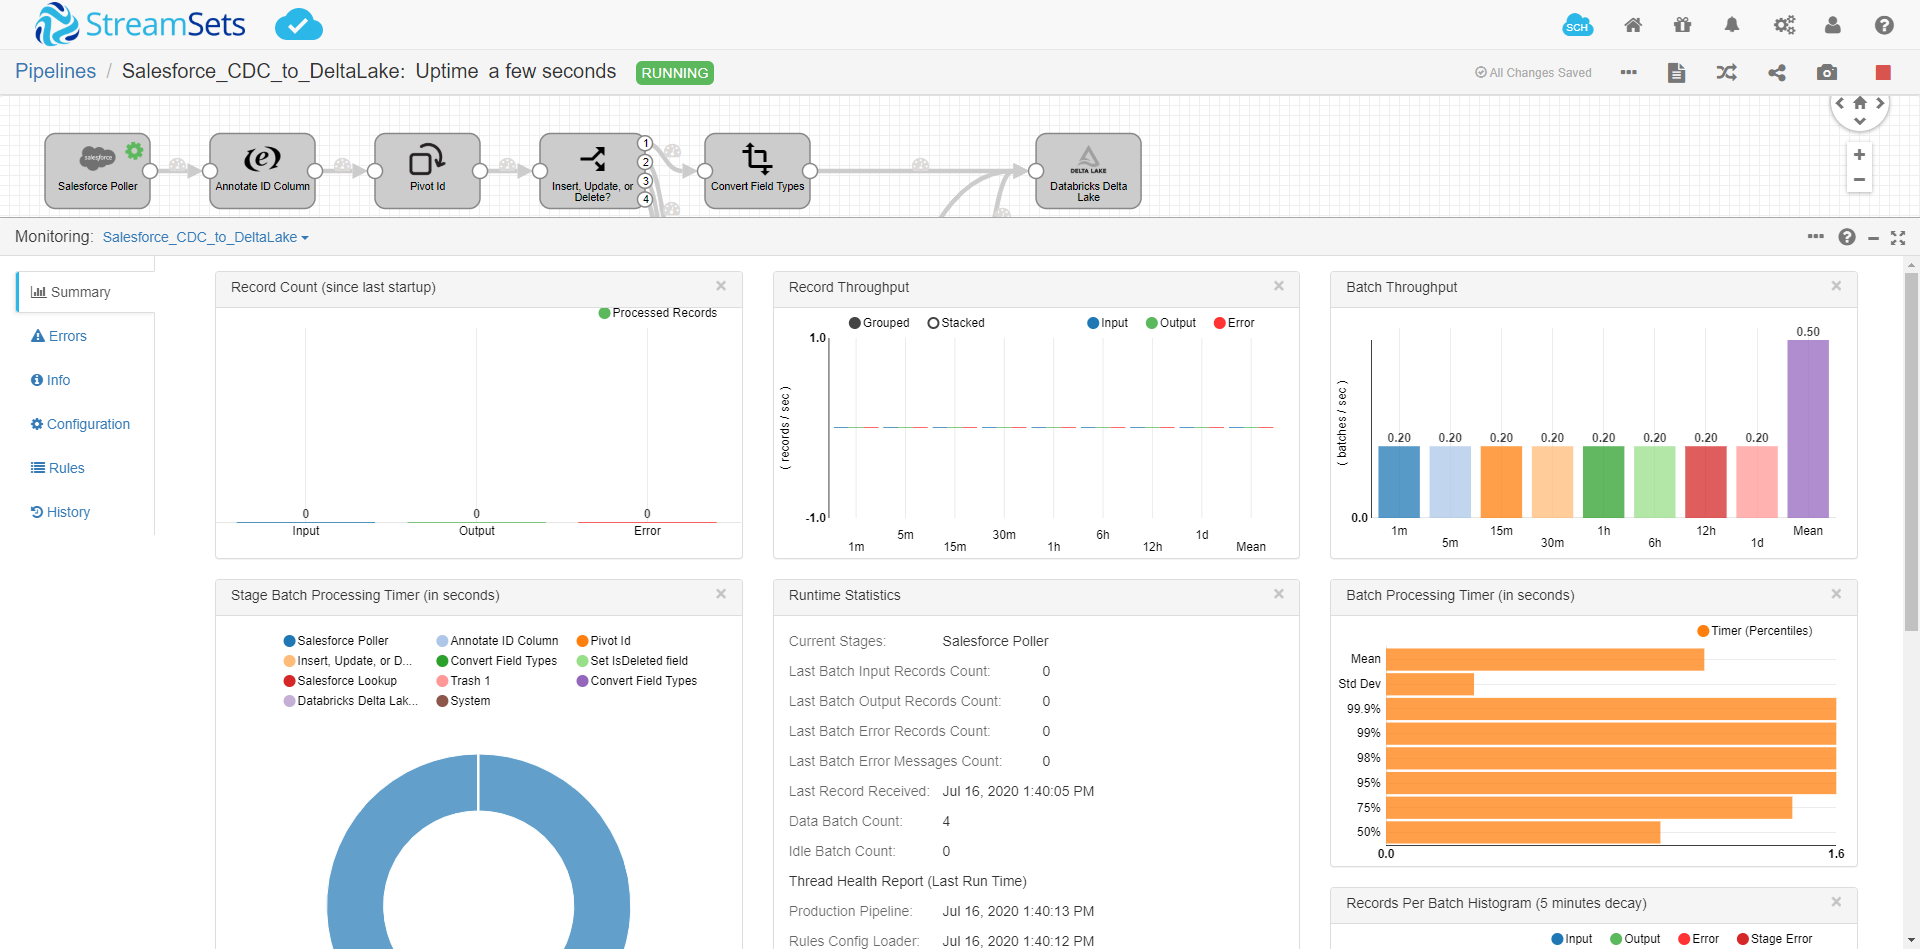 StreamSets
SCH
Pipelines / Salesforce_CDC_to_DeltaLake: Uptime a few seconds RUNNING
All Changes Saved
salesforce
Salesforce Poller
Annotate ID Column
Pivot Id
Insert, Update, or
Delete?
1
2
3
4
Convert Field Types
DELTA LAKE
Databricks Delta
Lake
Monitoring: Salesforce_CDC_to_DeltaLake
Summary
Errors
Info
Configuration
Rules
History
Record Count (since last startup)
Processed Records
0 0 0
Input Output Error
Record Throughput
Grouped Stacked Input Output Error
1.0
( records / sec )
-1.0
1m 5m 15m 30m 1h 6h 12h 1d Mean
Batch Throughput
0.50
( batches / sec )
0.20 0.20 0.20 0.20 0.20 0.20 0.20 0.20
0.0
1m 5m 15m 30m 1h 6h 12h 1d Mean
Stage Batch Processing Timer (in seconds)
Salesforce Poller Annotate ID Column Pivot Id
Insert, Update, or D... Convert Field Types Set IsDeleted field
Salesforce Lookup Trash 1 Convert Field Types
Databricks Delta Lak... System
Runtime Statistics
Current Stages: Salesforce Poller
Last Batch Input Records Count: 0
Last Batch Output Records Count: 0
Last Batch Error Records Count: 0
Last Batch Error Messages Count: 0
Last Record Received: Jul 16, 2020 1:40:05 PM
Data Batch Count: 4
Idle Batch Count: 0
Thread Health Report (Last Run Time)
Production Pipeline: Jul 16, 2020 1:40:13 PM
Rules Config Loader: Jul 16, 2020 1:40:12 PM
Batch Processing Timer (in seconds)
Timer (Percentiles)
Mean
Std Dev
99.9%
99%
98%
95%
75%
50%
0.0 1.6
Records Per Batch Histogram (5 minutes decay)
Input Output Error Stage Error